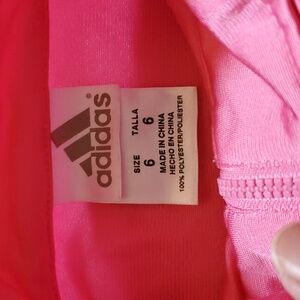 adidas
SIZE TALLA
6 6
MADE IN CHINA
HECHO EN CHINA
100% POLYESTER/POLIESTER